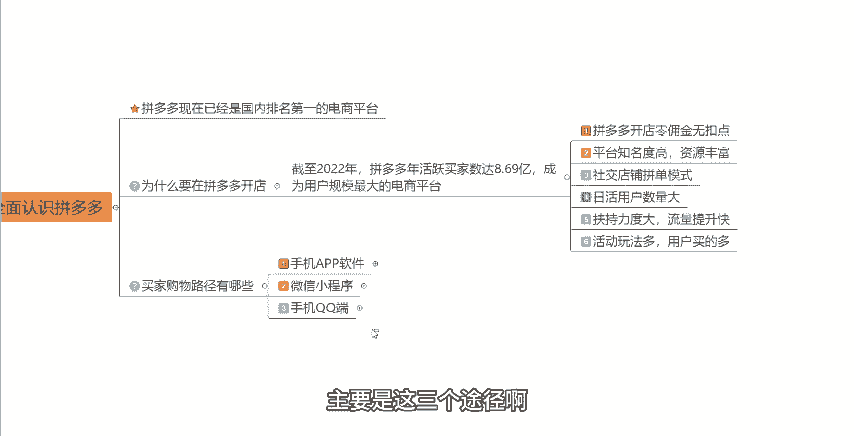 拼多多现在已经是国内排名第一的电商平台
1拼多多开店零佣金无扣点
2平台知名度高，资源丰富
截至2022年，拼多多年活跃买家数达8.69亿，成
为用户规模最大的电商平台
3社交店铺拼单模式
?为什么要在拼多多开店
4日活用户数量大
全面认识拼多多
5扶持力度大，流量提升快
6活动玩法多，用户买的多
1手机APP软件
?买家购物路径有哪些
2微信小程序
3手机QQ端
主要是这三个途径啊